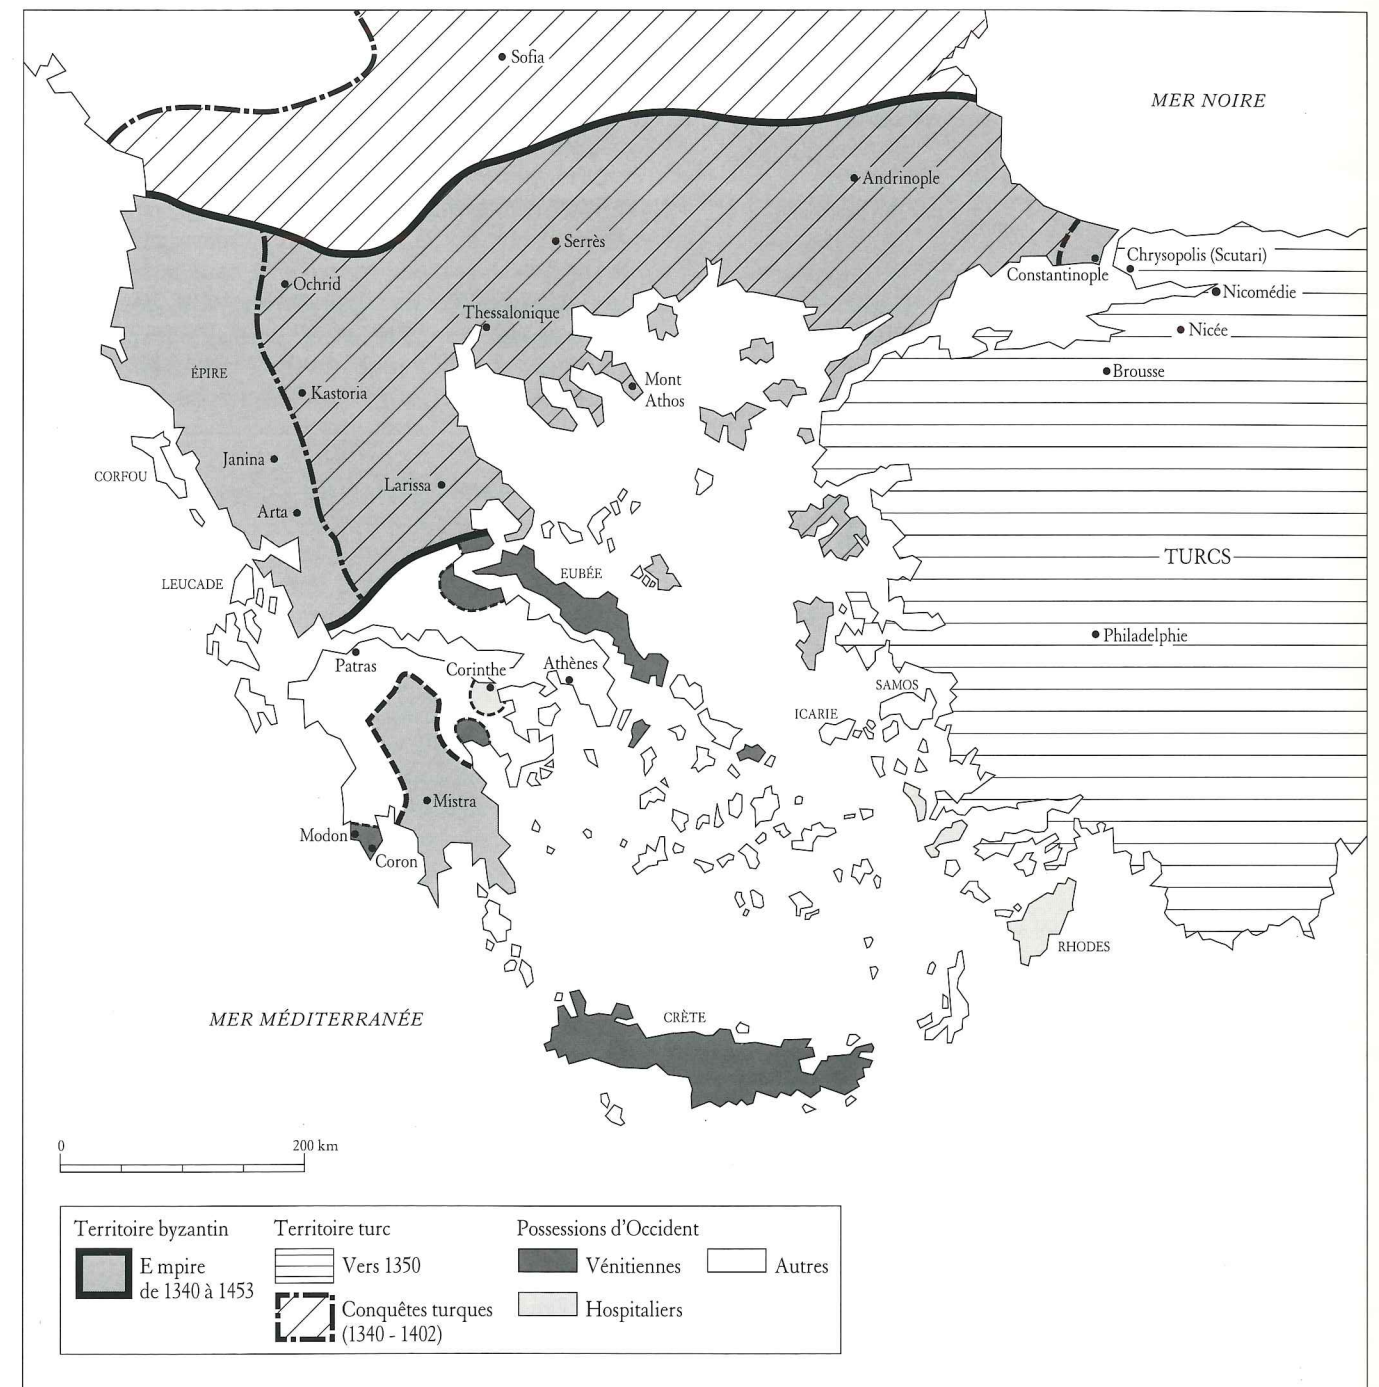 Sofia
MER NOIRE
Andrinople
Serrès
Chrysopolis (Scutari)
Constantinople
Ochrid
Nicomédie
Thessalonique
Nicée
ÉPIRE
Brousse
Mont
Athos
Kastoria
Janina
CORFOU
Larissa
Arta
TURCS
EUBÉE
LEUCADE
Philadelphie
Patras
Corinthe
Athènes
SAMOS
ICARIE
Mistra
Modon
Coron
RHODES
MER MÉDITERRANÉE
CRÈTE
0
200 km
Territoire byzantin
E mpire
de 1340 à 1453
Territoire turc
Vers 1350
Conquêtes turques
(1340 - 1402)
Possessions d'Occident
Vénitiennes
Autres
Hospitaliers